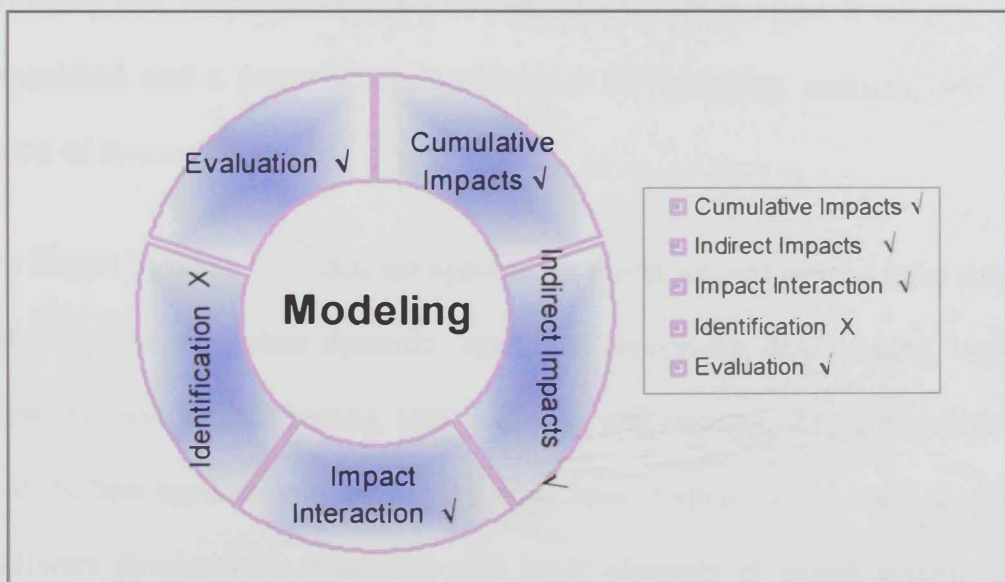 Evaluation √
Cumulative
Impacts √
Indirect Impacts √
Impact
Interaction √
Identification X
Modeling
Cumulative Impacts √
Indirect Impacts √
Impact Interaction √
Identification X
Evaluation √